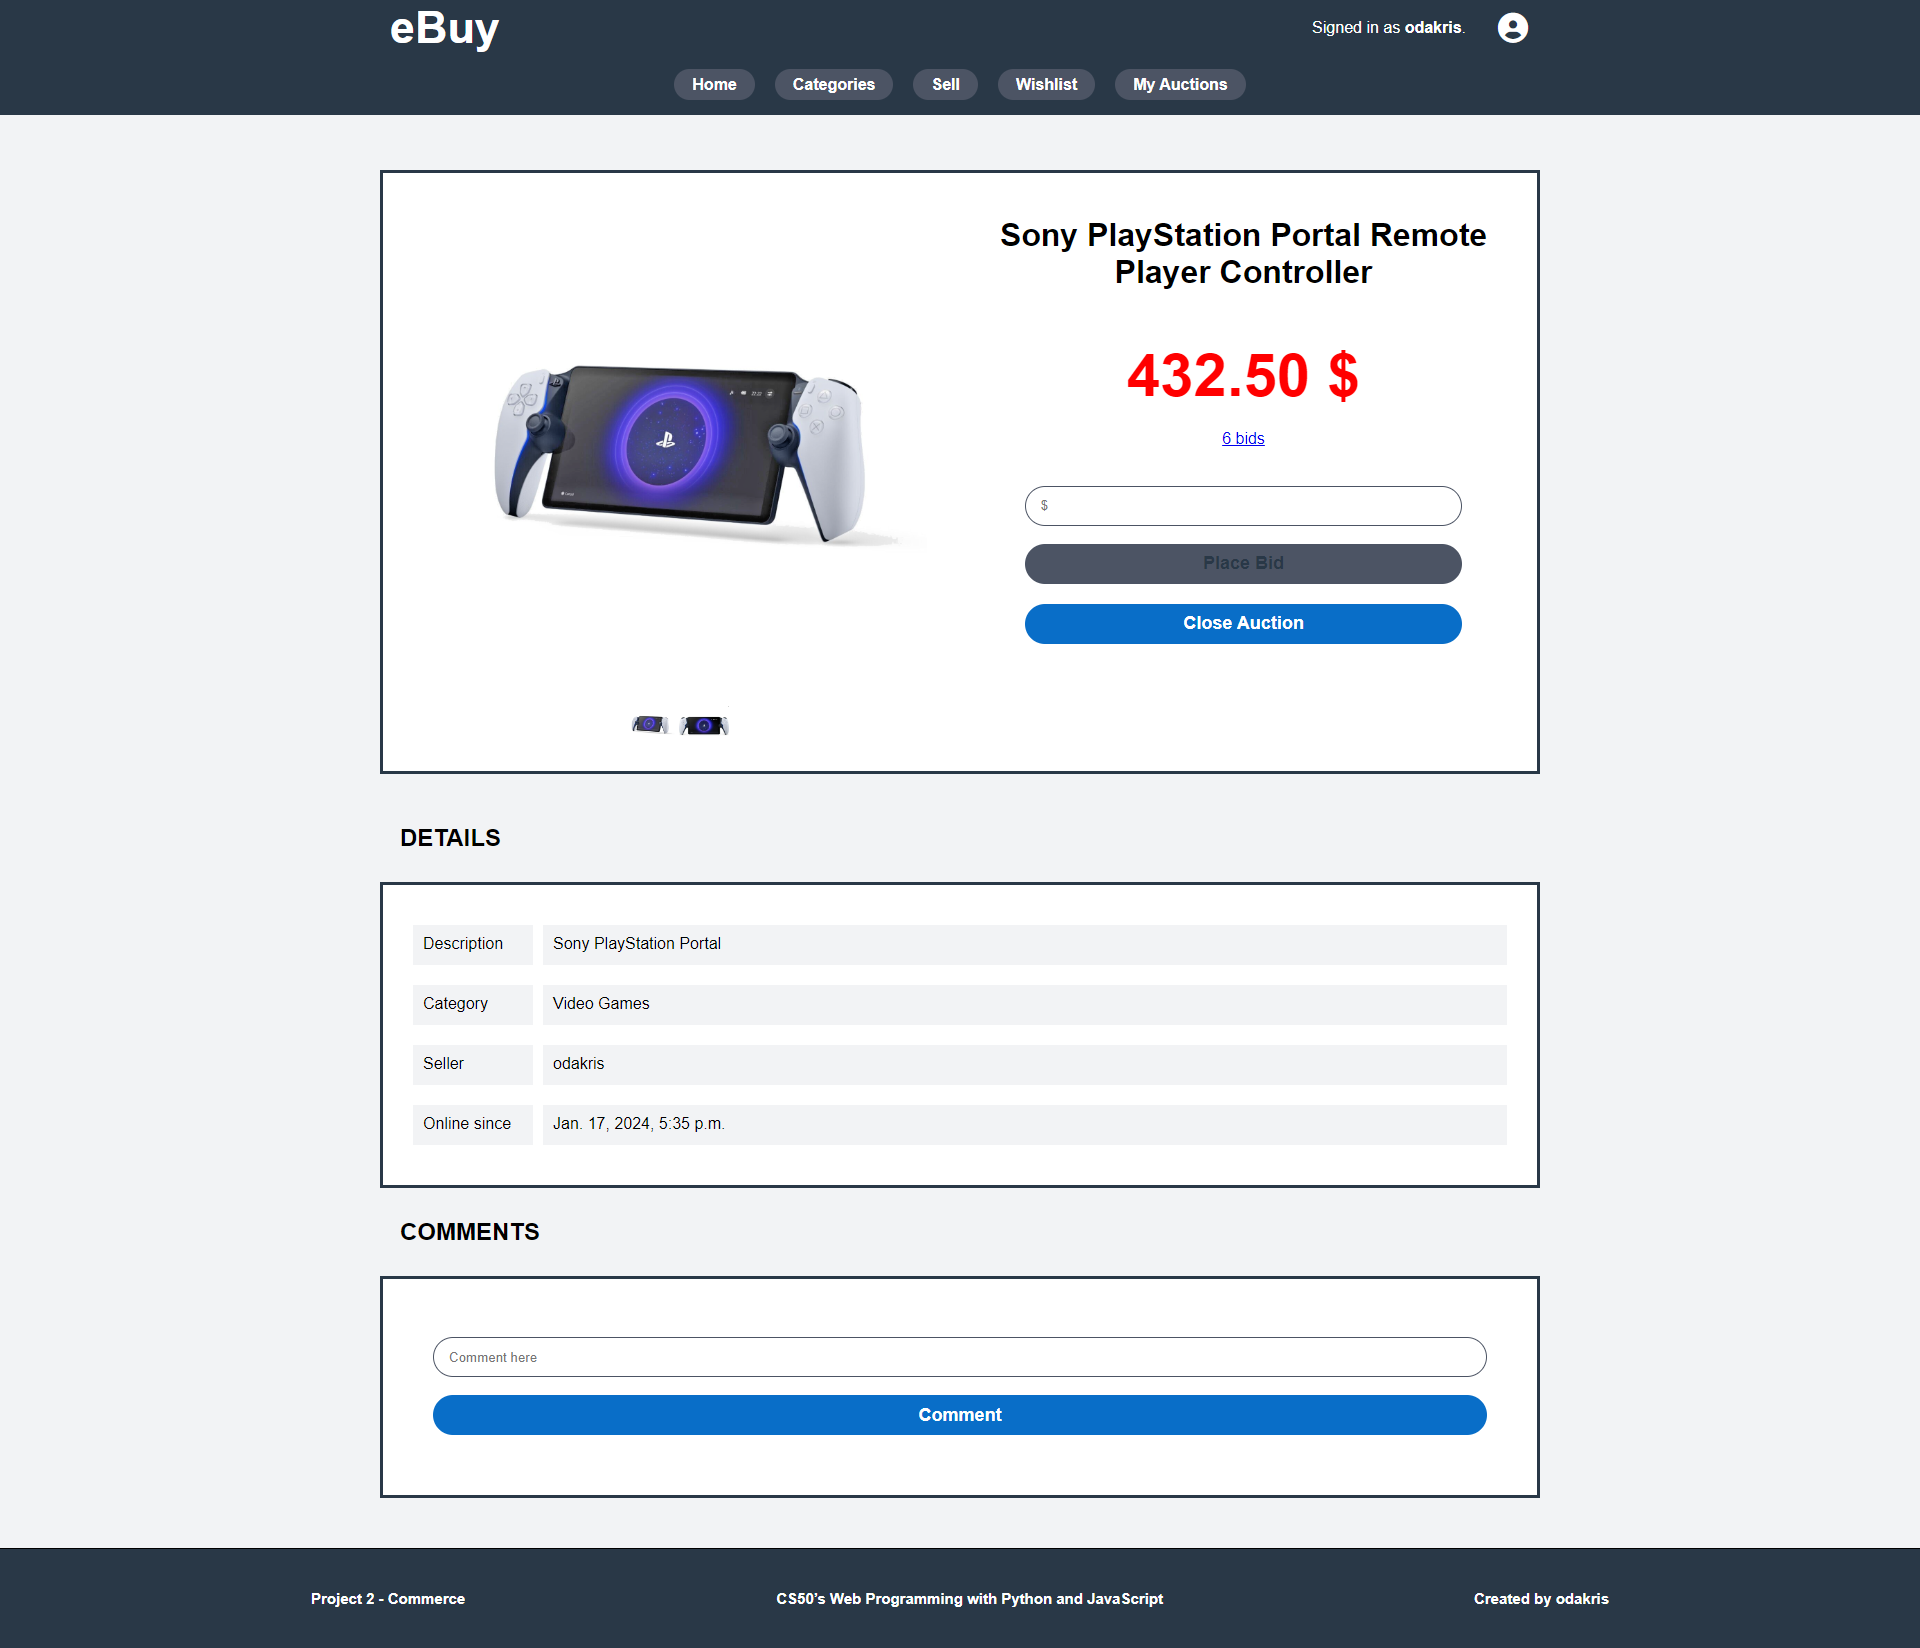 eBuy
Signed in as odakris.
Home
Categories
Sell
Wishlist
My Auctions
Sony PlayStation Portal Remote
Player Controller
432.50 $
6 bids
$
Place Bid
Close Auction
DETAILS
Description
Sony PlayStation Portal
Category
Video Games
Seller
odakris
Online since
Jan. 17, 2024, 5:35 p.m.
COMMENTS
Comment here
Comment
Project 2 - Commerce
CS50's Web Programming with Python and JavaScript
Created by odakris